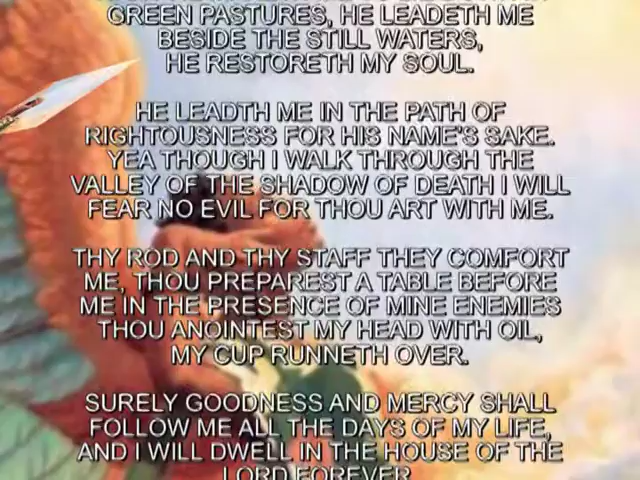 GREEN PASTURES, HE LEADETH ME
BESIDE THE STILL WATERS,
HE RESTORETH MY SOUL.
HE LEADTH ME IN THE PATH OF
RIGHTOUSNESS FOR HIS NAME'S SAKE.
YEA THOUGH I WALK THROUGH THE
VALLEY OF THE SHADOW OF DEATH I WILL
FEAR NO EVIL FOR THOU ART WITH ME.
THY ROD AND THY STAFF THEY COMFORT
ME, THOU PREPAREST A TABLE BEFORE
ME IN THE PRESENCE OF MINE ENEMIES
THOU ANOINTEST MY HEAD WITH OIL,
MY CUP RUNNETH OVER.
SURELY GOODNESS AND MERCY SHALL
FOLLOW ME ALL THE DAYS OF MY LIFE,
AND I WILL DWELL IN THE HOUSE OF THE
LORD FOREVER